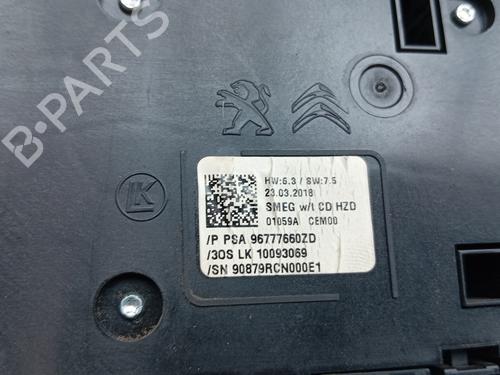 HW:6.3 / SW:7.5
23.03.2018
SMEG w/t CD HZD
01059A CEM00
/P PSA 96777660ZD
/3OS LK 10093069
/SN 90879RCN000E1
LK
B-PARTS